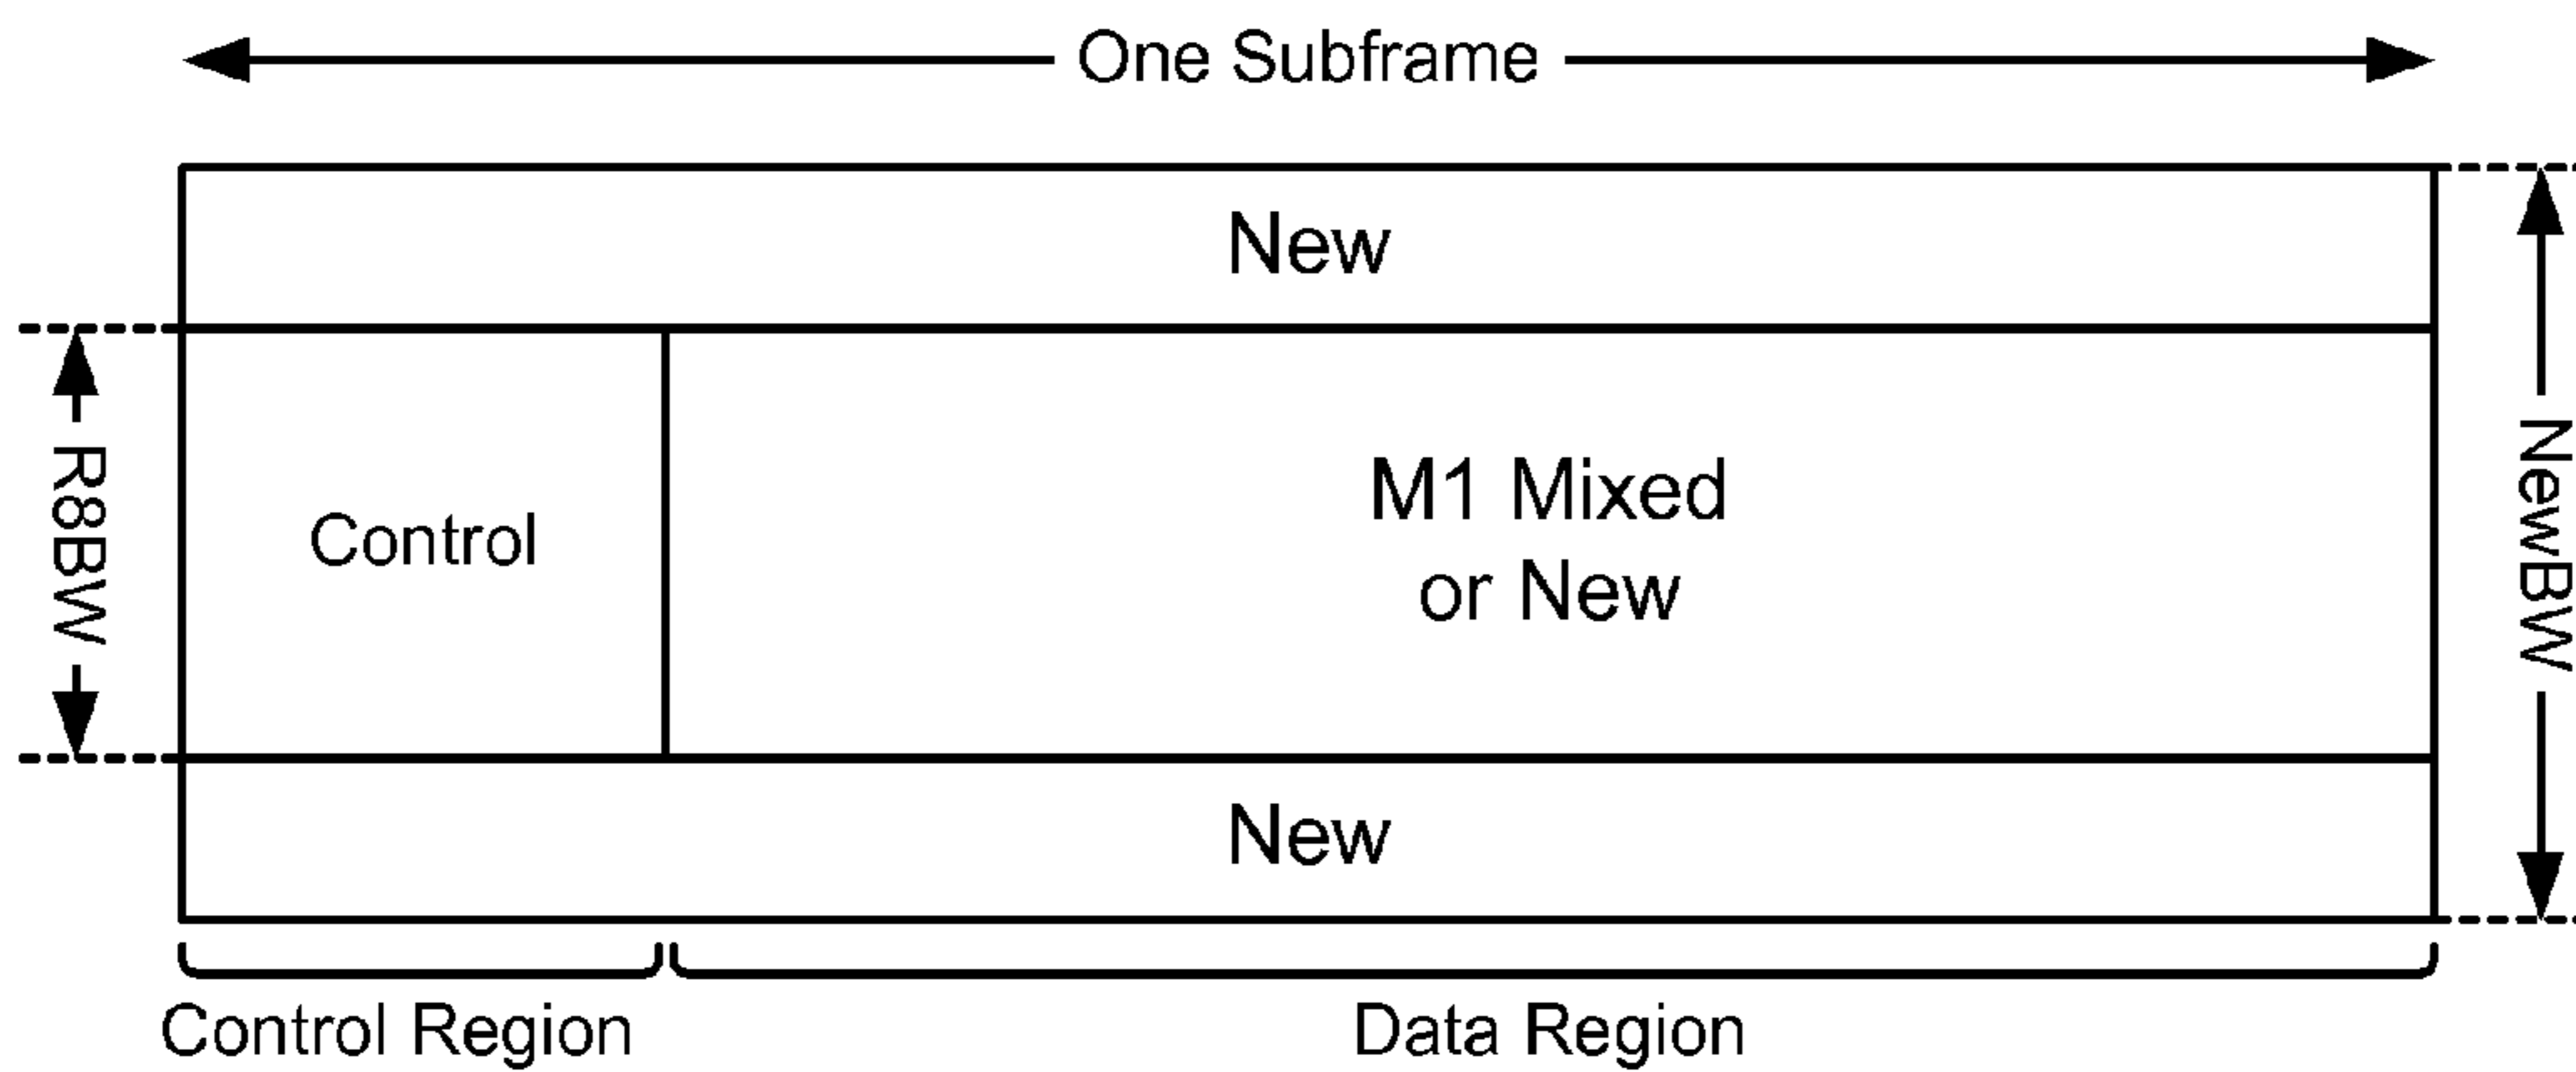 One Subframe
New
R8BW
Control
M1 Mixed
or New
NewBW
New
Control Region
Data Region